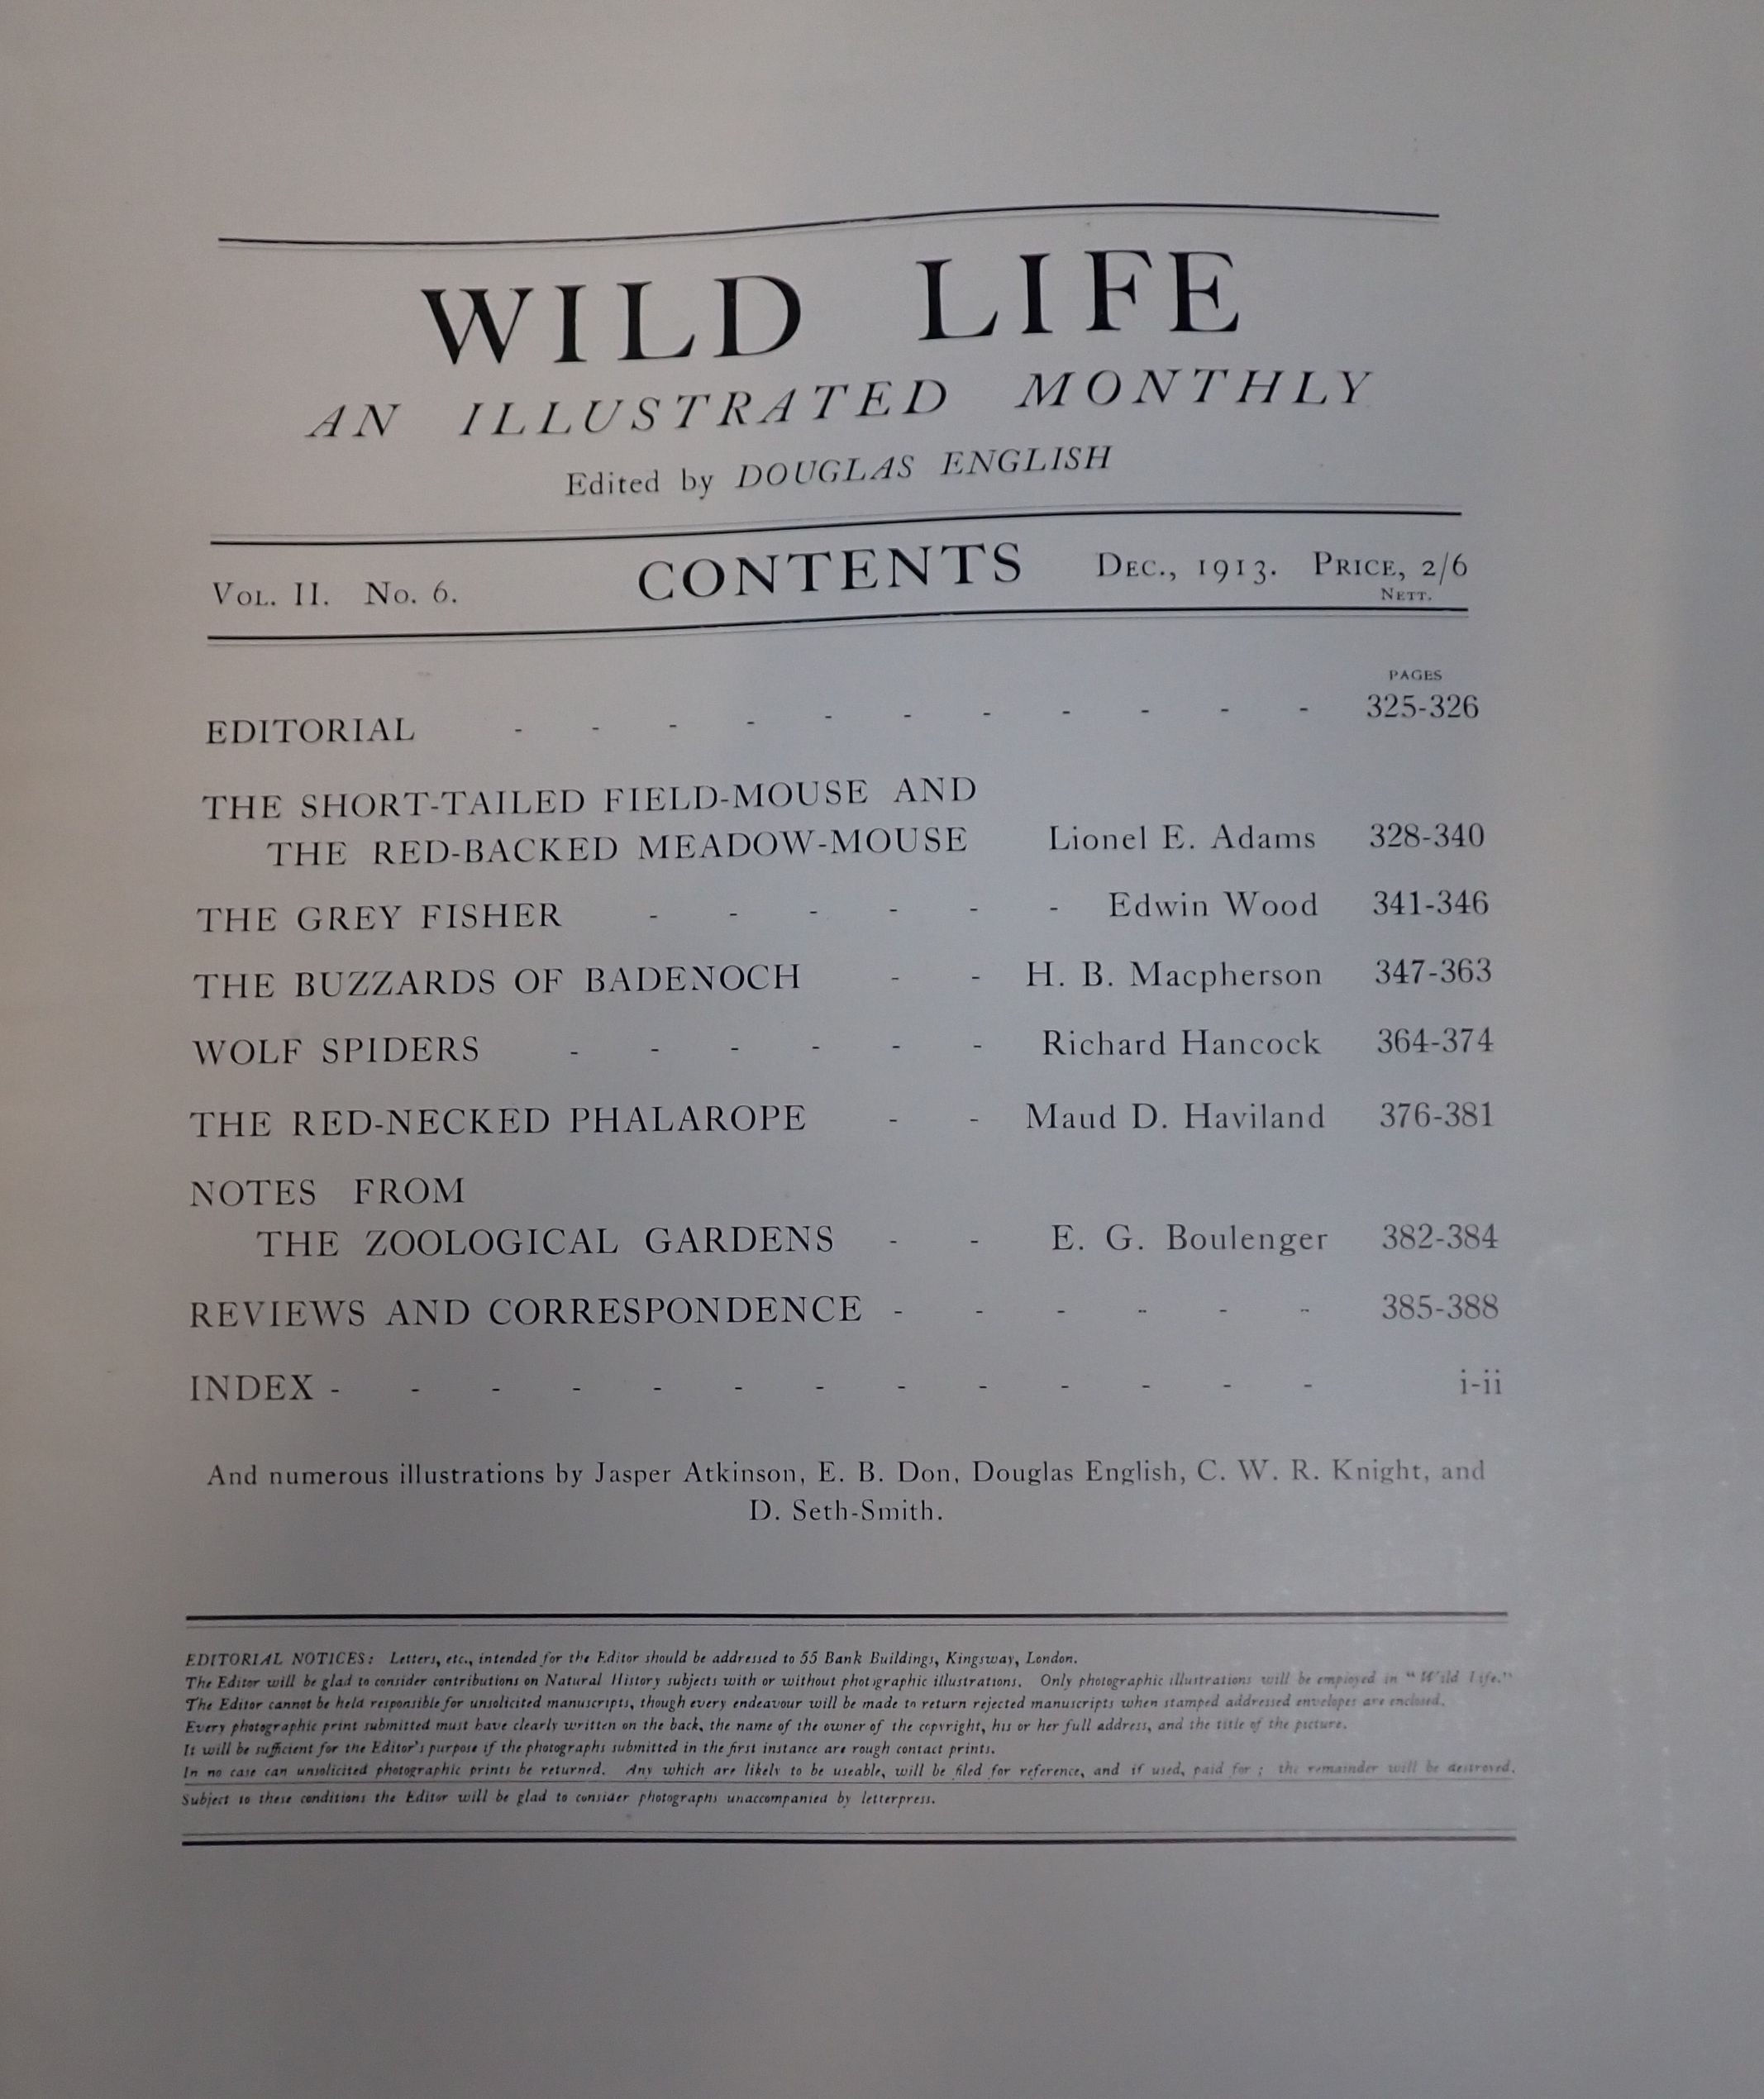 WILD LIFE
AN ILLUSTRATED MONTHLY
Edited by DOUGLAS ENGLISH
VOL. II. No. 6. CONTENTS DEC., 1913. PRICE, 2/6
NETT.
PAGES
EDITORIAL - - - - - - - - - - - 325-326
THE SHORT-TAILED FIELD-MOUSE AND
THE RED-BACKED MEADOW-MOUSE Lionel E. Adams 328-340
THE GREY FISHER - - - - - - Edwin Wood 341-346
THE BUZZARDS OF BADENOCH - - H. B. Macpherson 347-363
WOLF SPIDERS - - - - - - Richard Hancock 364-374
THE RED-NECKED PHALAROPE - - Maud D. Haviland 376-381
NOTES FROM
THE ZOOLOGICAL GARDENS - - E. G. Boulenger 382-384
REVIEWS AND CORRESPONDENCE - - - - - - 385-388
INDEX - - - - - - - - - - - - - i-ii
And numerous illustrations by Jasper Atkinson, E. B. Don, Douglas English, C. W. R. Knight, and
D. Seth-Smith.
EDITORIAL NOTICES: Letters, etc., intended for the Editor should be addressed to 55 Bank Buildings, Kingsway, London.
The Editor will be glad to consider contributions on Natural History subjects with or without photographic illustrations. Only photographic illustrations will be employed in "Wild Life."
The Editor cannot be held responsible for unsolicited manuscripts, though every endeavour will be made to return rejected manuscripts when stamped addressed envelopes are enclosed.
Every photographic print submitted must have clearly written on the back, the name of the owner of the copyright, his or her full address, and the title of the picture.
It will be sufficient for the Editor's purpose if the photographs submitted in the first instance are rough contact prints.
In no case can unsolicited photographic prints be returned. Any which are likely to be useable, will be filed for reference, and if used, paid for; the remainder will be destroyed.
Subject to these conditions the Editor will be glad to consider photographs unaccompanied by letterpress.